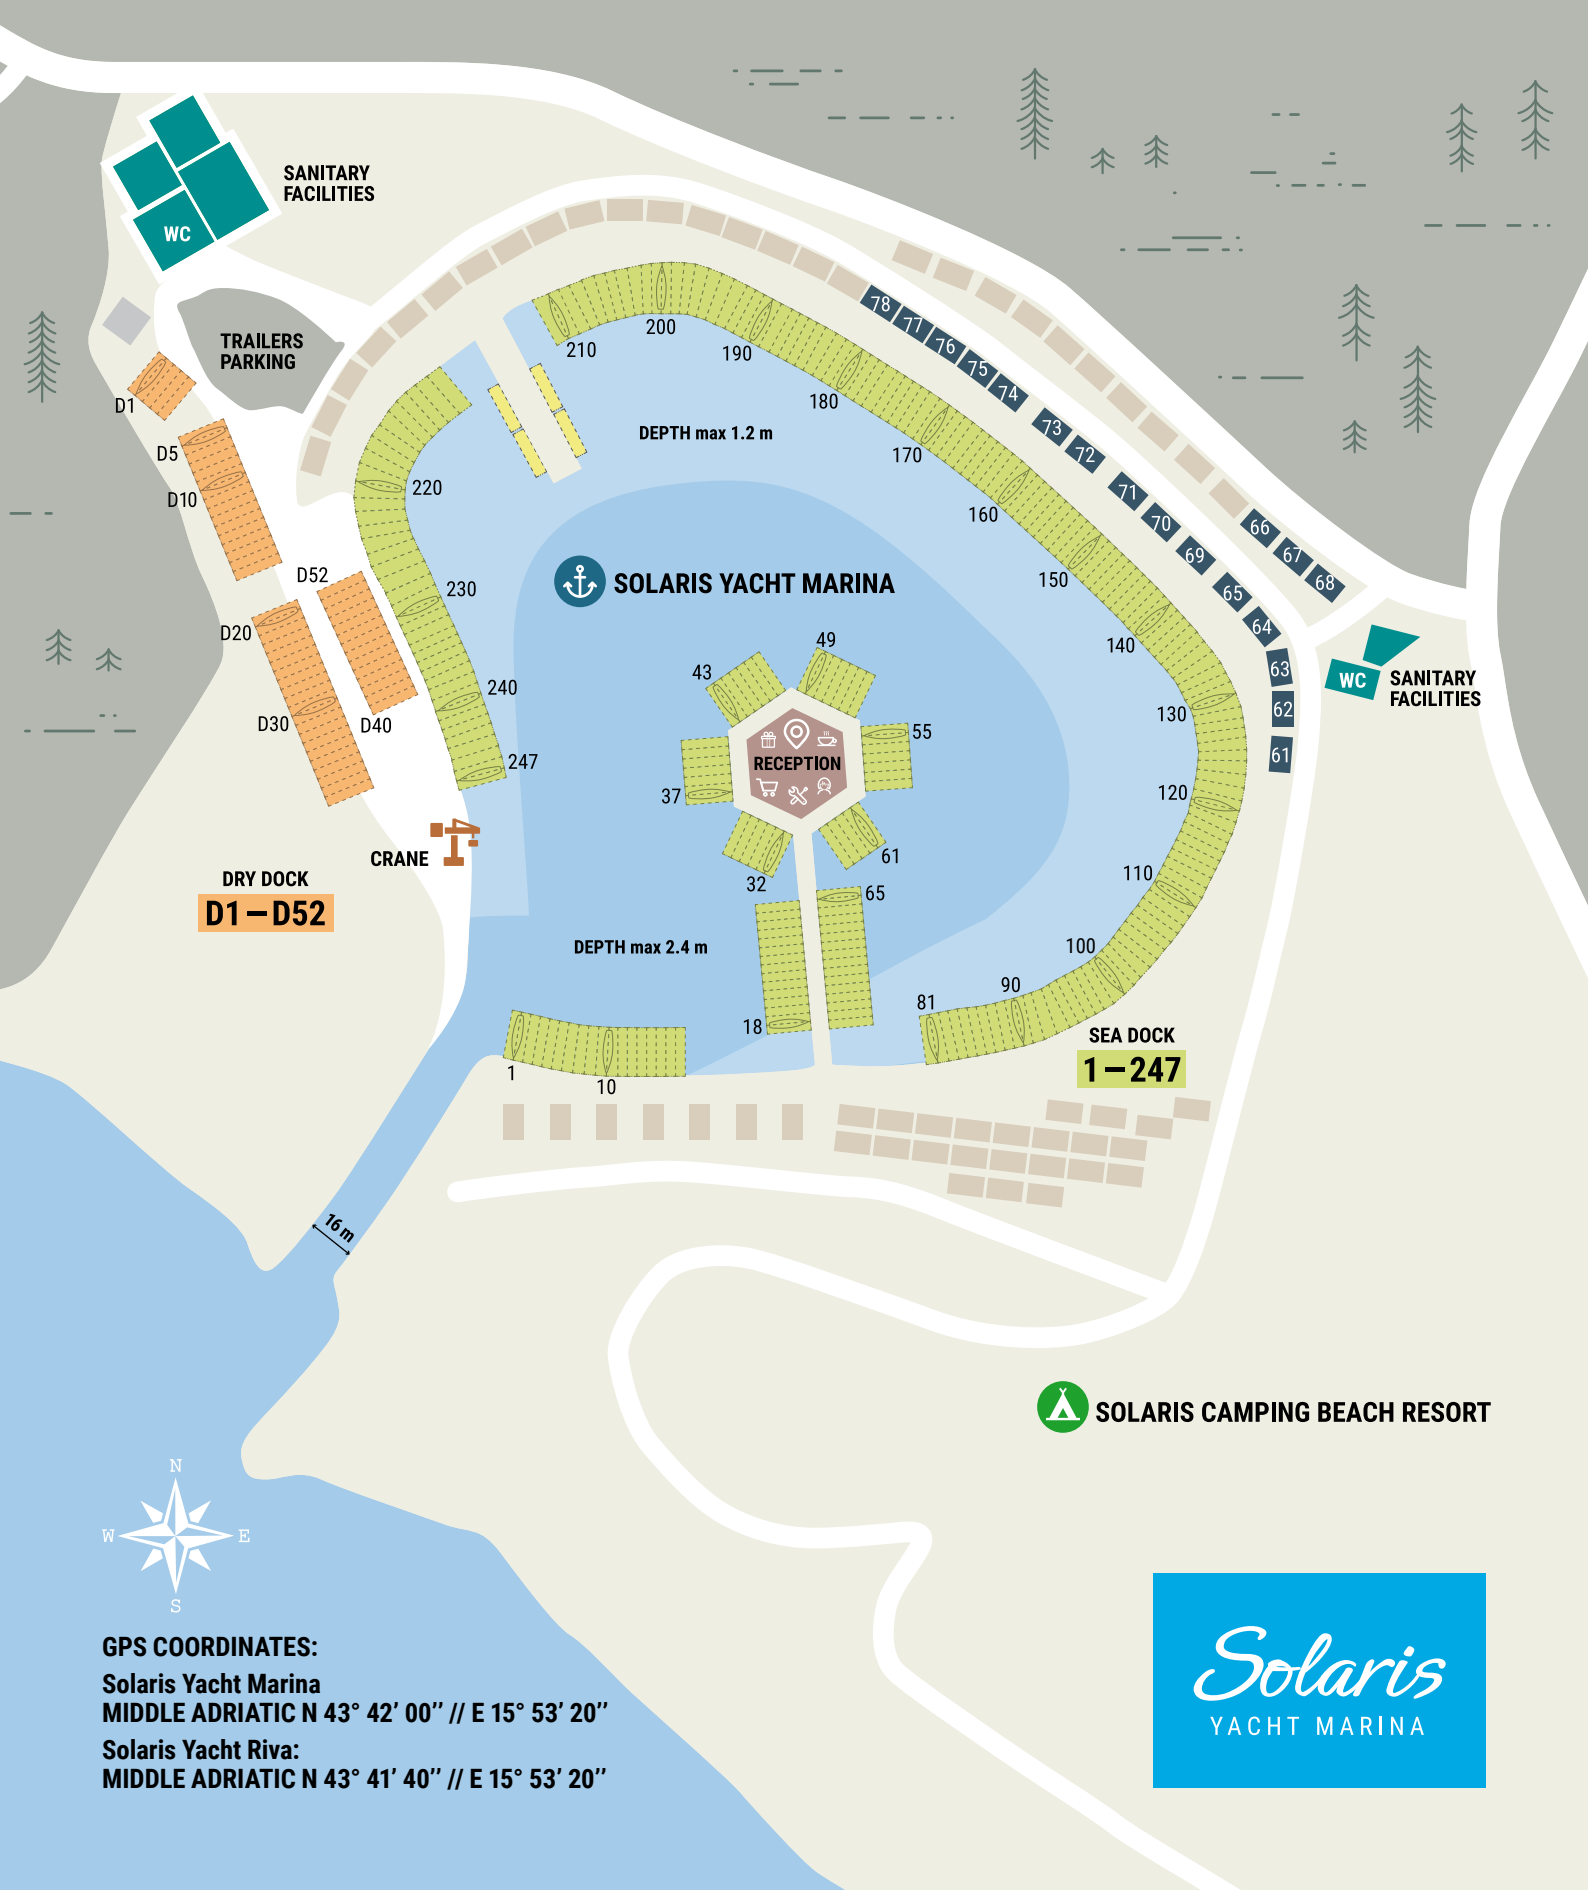 SANITARY
FACILITIES
WC
TRAILERS
PARKING
D1
D5
D10
D52
D20
D30
D40
DRY DOCK
D1 – D52
CRANE
210
200
190
180
170
160
150
140
130
120
110
100
90
81
220
230
240
247
DEPTH max 1.2 m
SOLARIS YACHT MARINA
43
49
55
37
32
61
65
18
RECEPTION
DEPTH max 2.4 m
1
10
78
77
76
75
74
73
72
71
70
69
65
64
63
62
61
66
67
68
WC
SANITARY
FACILITIES
SEA DOCK
1 – 247
16 m
SOLARIS CAMPING BEACH RESORT
N
W
E
S
GPS COORDINATES:
Solaris Yacht Marina
MIDDLE ADRIATIC N 43° 42’ 00’’ // E 15° 53’ 20’’
Solaris Yacht Riva:
MIDDLE ADRIATIC N 43° 41’ 40’’ // E 15° 53’ 20’’
Solaris
YACHT MARINA